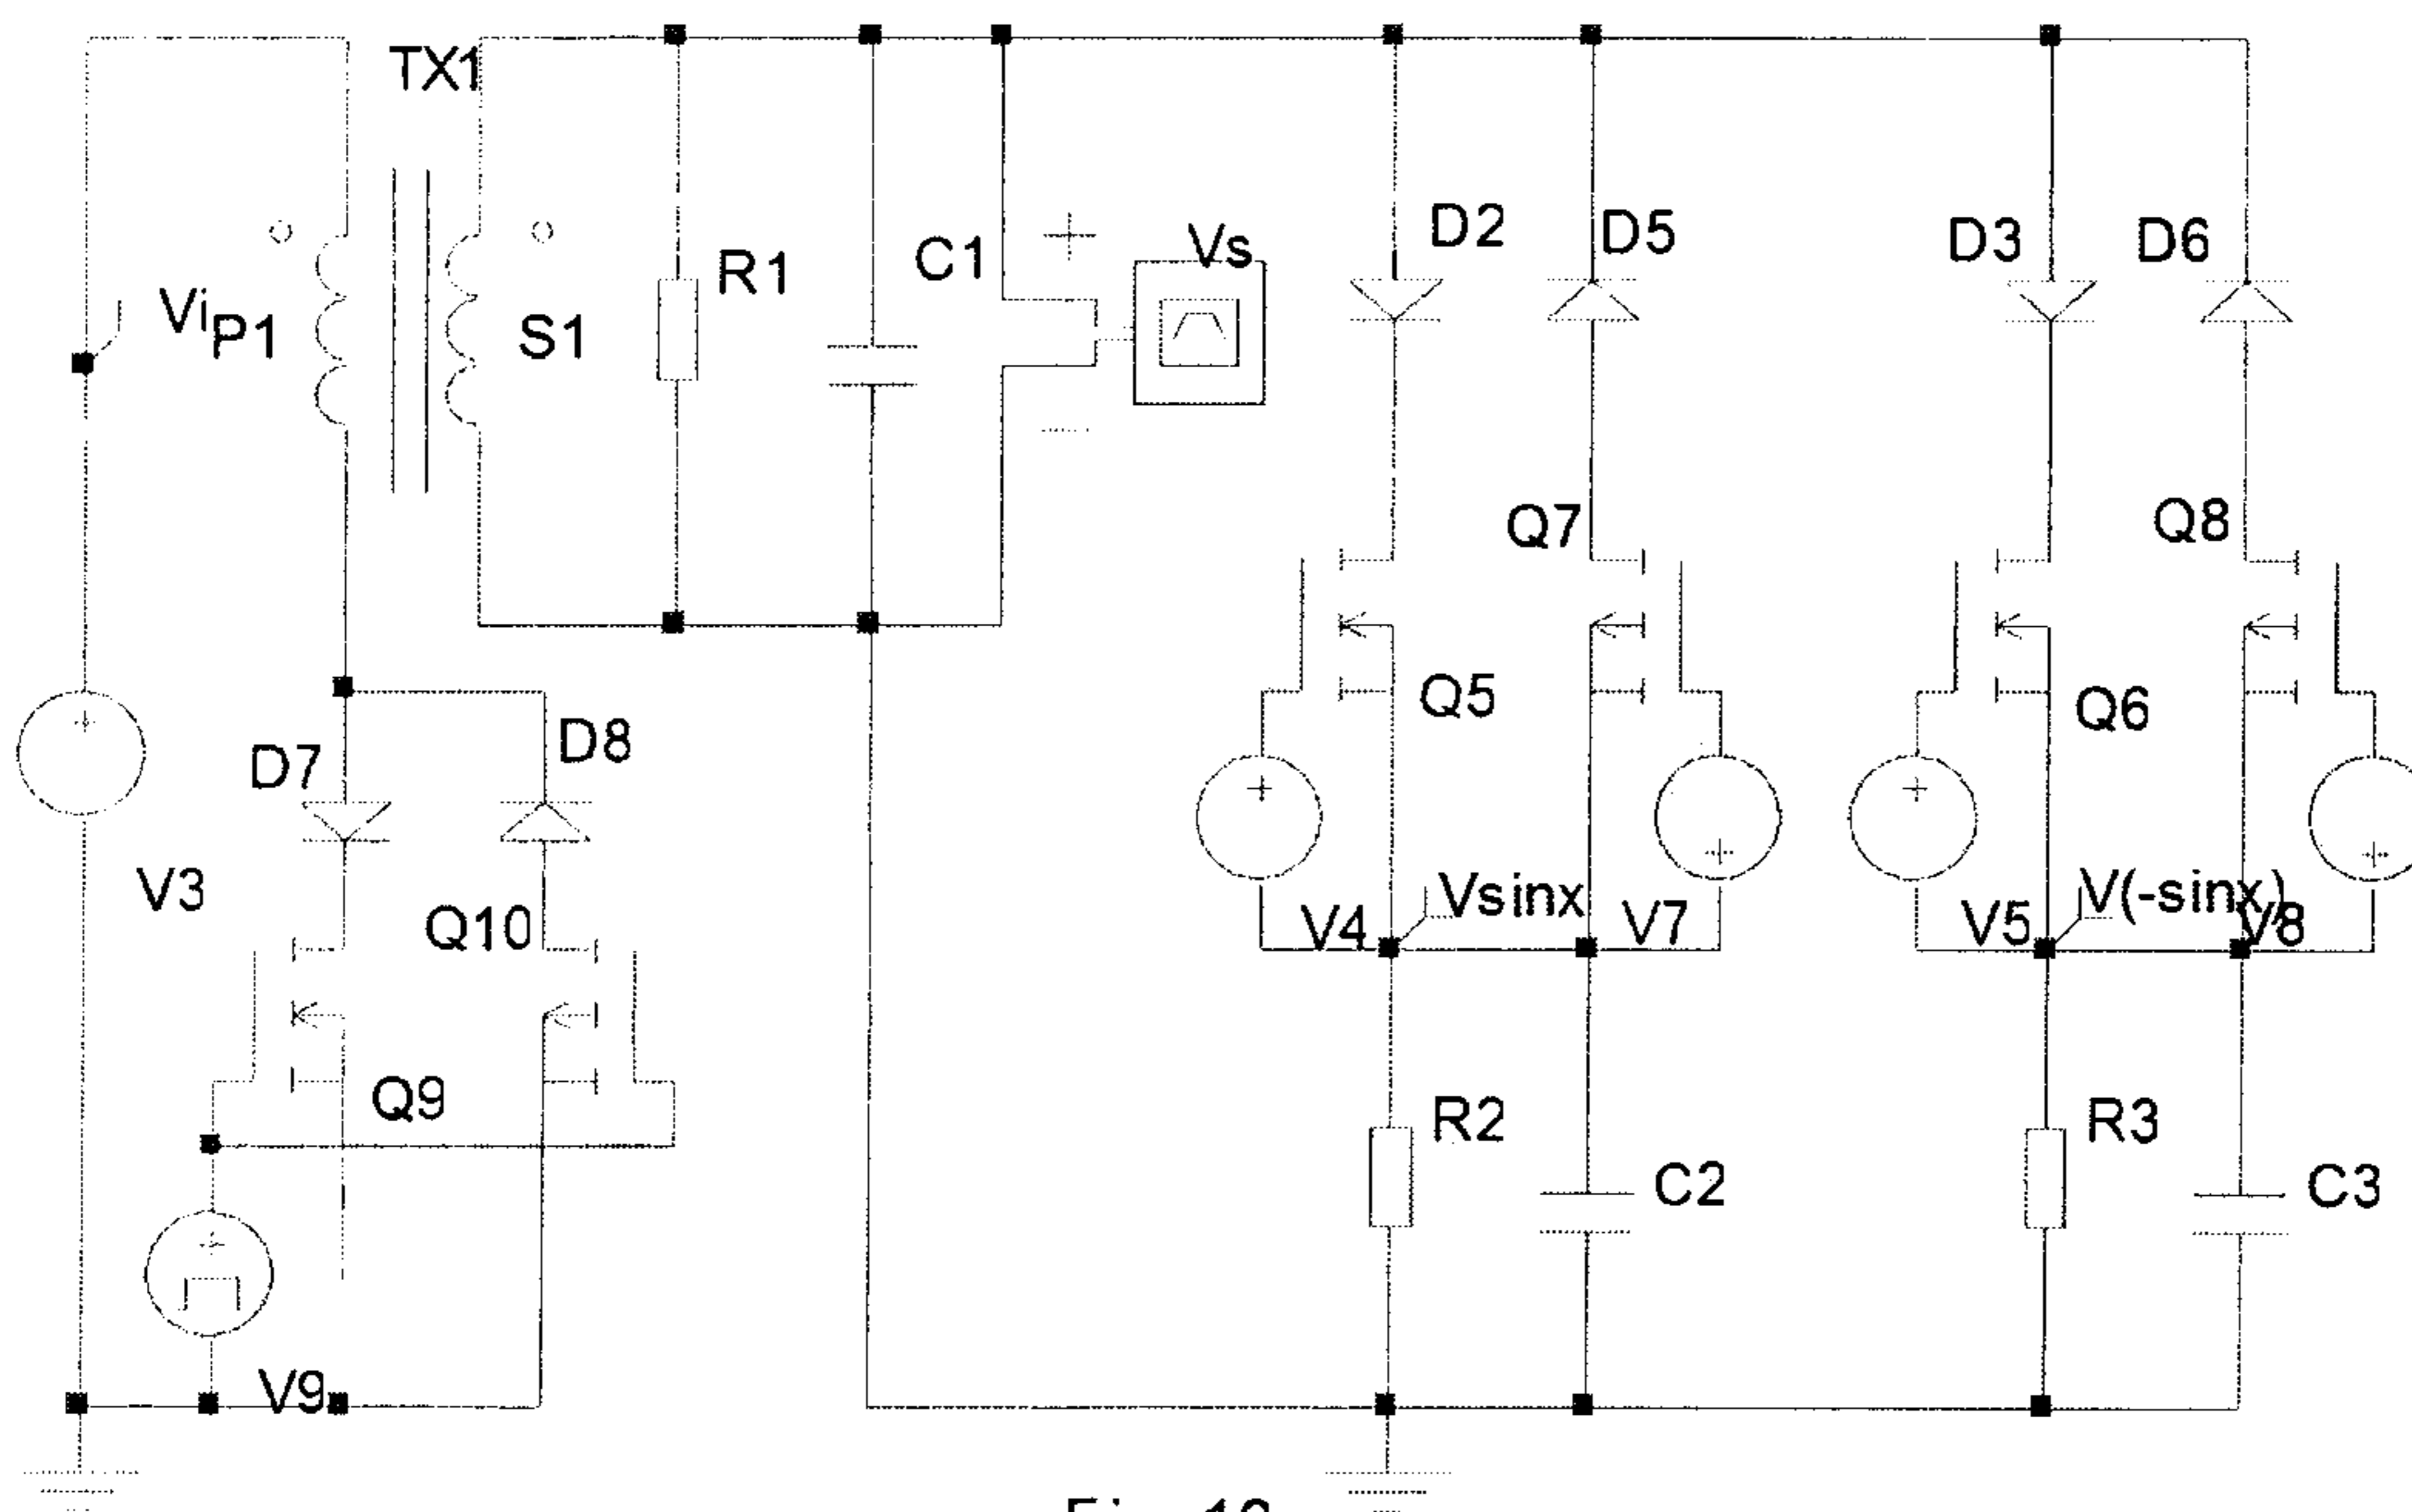 TX1
Vi
P1
S1
R1
C1
Vs
D2
D5
D3
D6
Q7
Q8
Q5
Q6
D7
D8
V3
Q10
V4
Vsinx
V7
V5
V(-sinx)
V8
Q9
R2
C2
R3
C3
V9